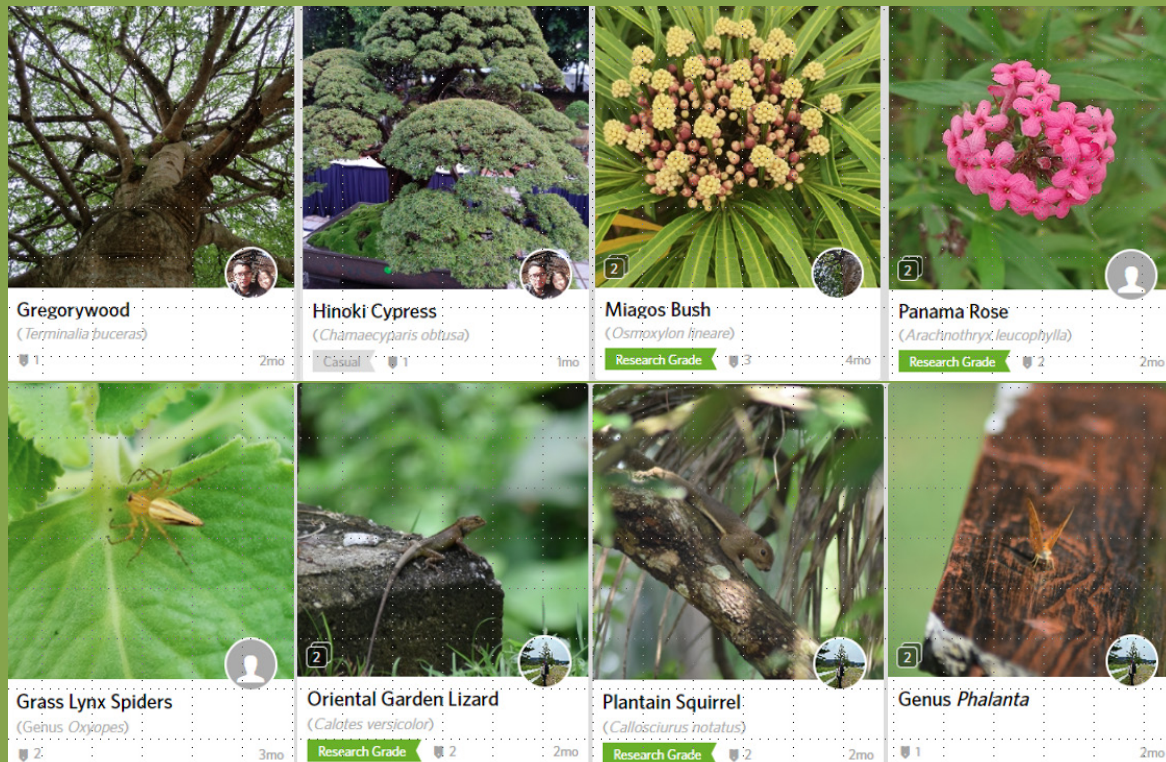 Gregorywood
(Terminalia buceras)
1 2mo
Hinoki Cypress
(Chamaecyparis obtusa)
Casual 1 1mo
2
Miagos Bush
(Osmoxylon lineare)
Research Grade 3 4mo
2
Panama Rose
(Arachnothryx leucophylla)
Research Grade 2 2mo
Grass Lynx Spiders
(Genus Oxyopes)
2 3mo
2
Oriental Garden Lizard
(Calotes versicolor)
Research Grade 2 2mo
Plantain Squirrel
(Callosciurus notatus)
Research Grade 2 2mo
2
Genus Phalanta
1 2mo